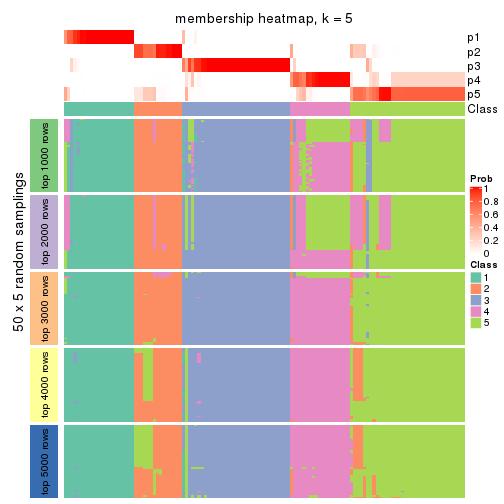 membership heatmap, k = 5
p1
p2
p3
p4
p5
Class
50 x 5 random samplings
top 1000 rows
top 2000 rows
top 3000 rows
top 4000 rows
top 5000 rows
Prob
1
0.8
0.6
0.4
0.2
0
Class
1
2
3
4
5